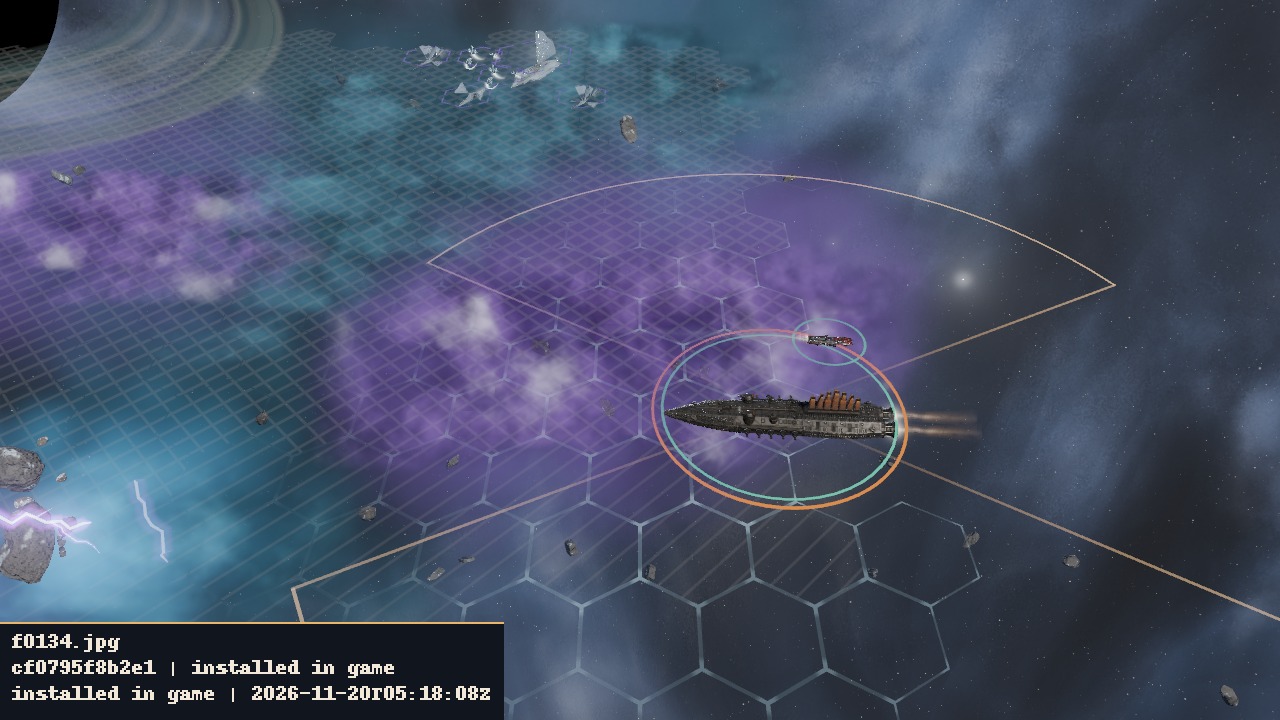 f0134.jpg
cf0795f8b2e1 | installed in game
installed in game | 2026-11-20T05:18:08Z